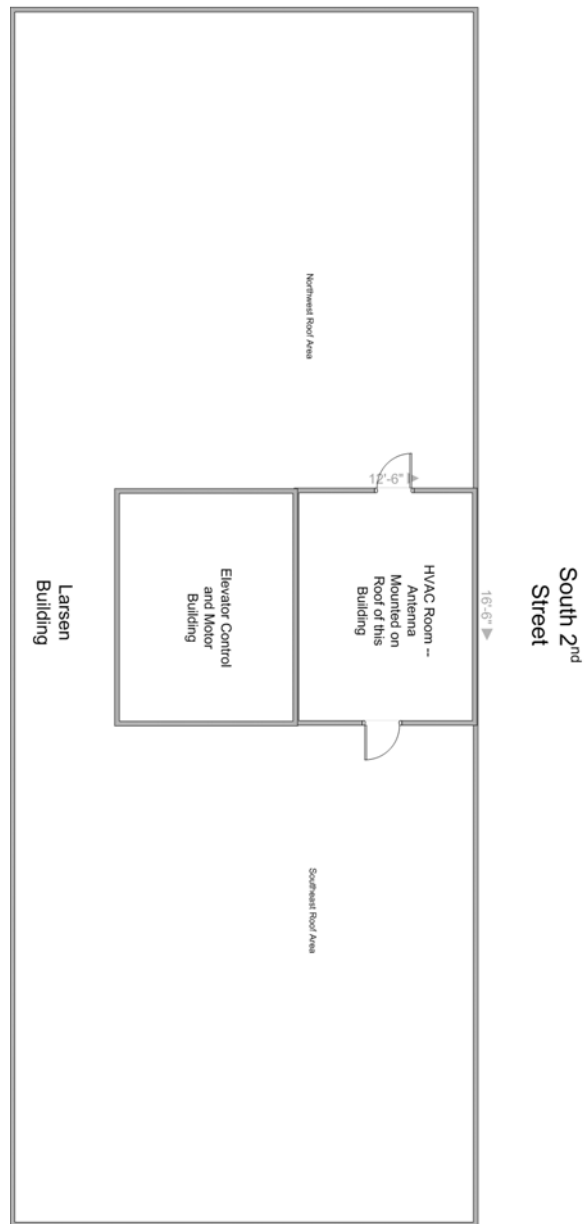 South 2nd
Street
16'-6"
12'-6"
HVAC Room --
Antenna
Mounted on
Roof of this
Building
Northwest Roof Area
Southeast Roof Area
Elevator Control
and Motor
Building
Larsen
Building